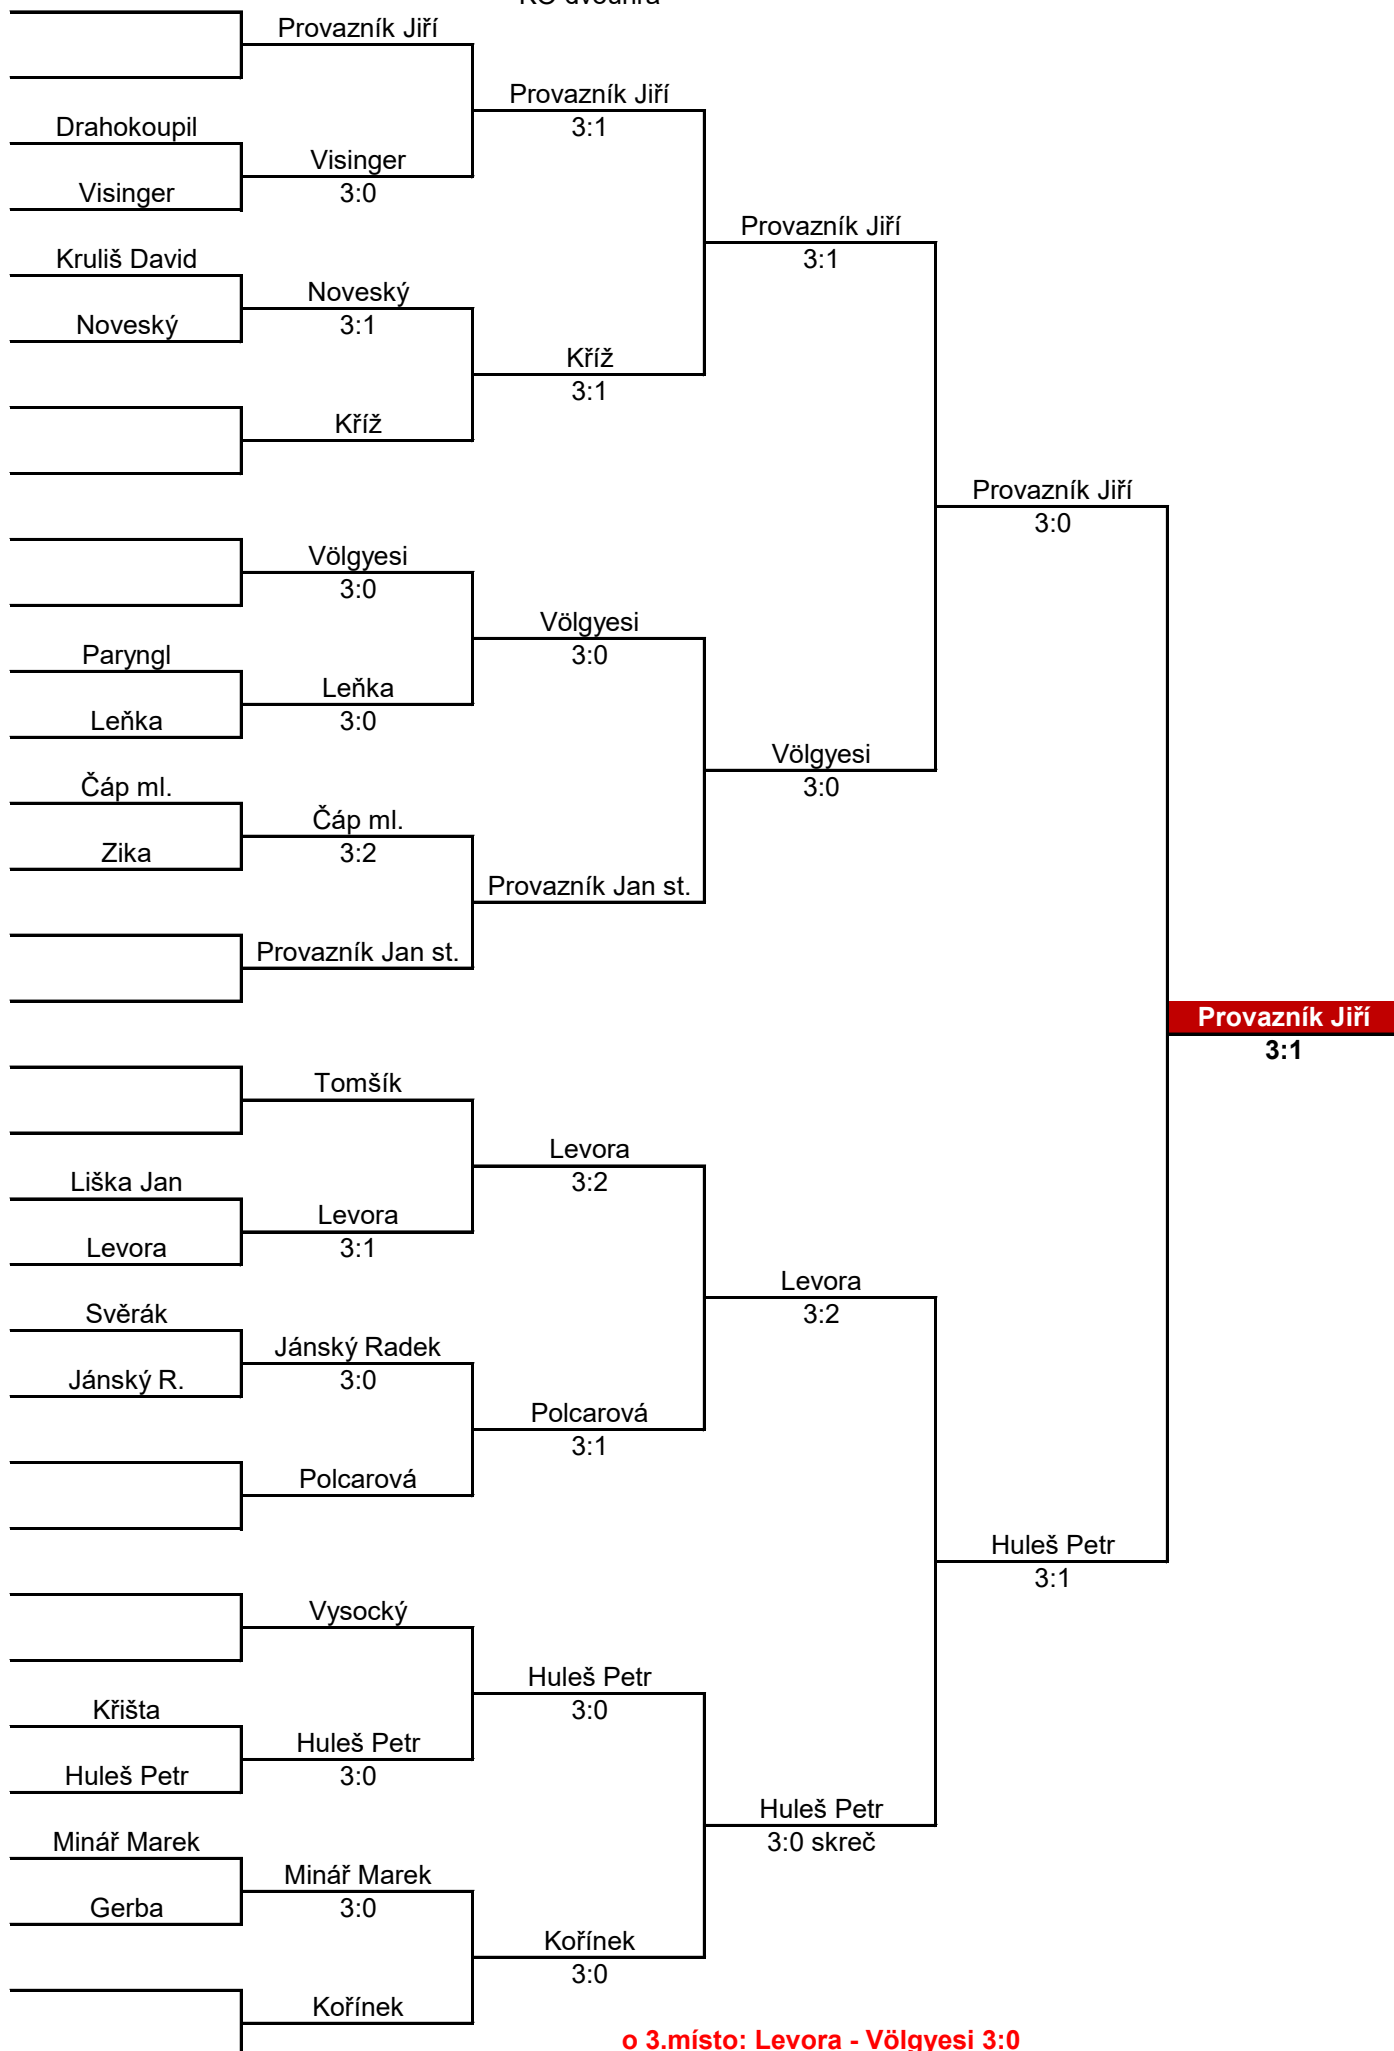 KO dvouhra
Provazník Jiří
Provazník Jiří
Drahokoupil
3:1
Visinger
Visinger
3:0
Provazník Jiří
Kruliš David
3:1
Noveský
Noveský
3:1
Kříž
3:1
Kříž
Provazník Jiří
3:0
Völgyesi
3:0
Völgyesi
Paryngl
3:0
Leňka
Leňka
3:0
Völgyesi
Čáp ml.
3:0
Čáp ml.
Zika
3:2
Provazník Jan st.
Provazník Jan st.
Provazník Jiří
3:1
Tomšík
Levora
Liška Jan
3:2
Levora
Levora
3:1
Levora
Svěrák
3:2
Jánský Radek
Jánský R.
3:0
Polcarová
3:1
Polcarová
Huleš Petr
3:1
Vysocký
Huleš Petr
Křišta
3:0
Huleš Petr
Huleš Petr
3:0
Huleš Petr
Minář Marek
3:0 skreč
Minář Marek
Gerba
3:0
Kořínek
3:0
Kořínek
o 3.místo: Levora - Völgyesi 3:0